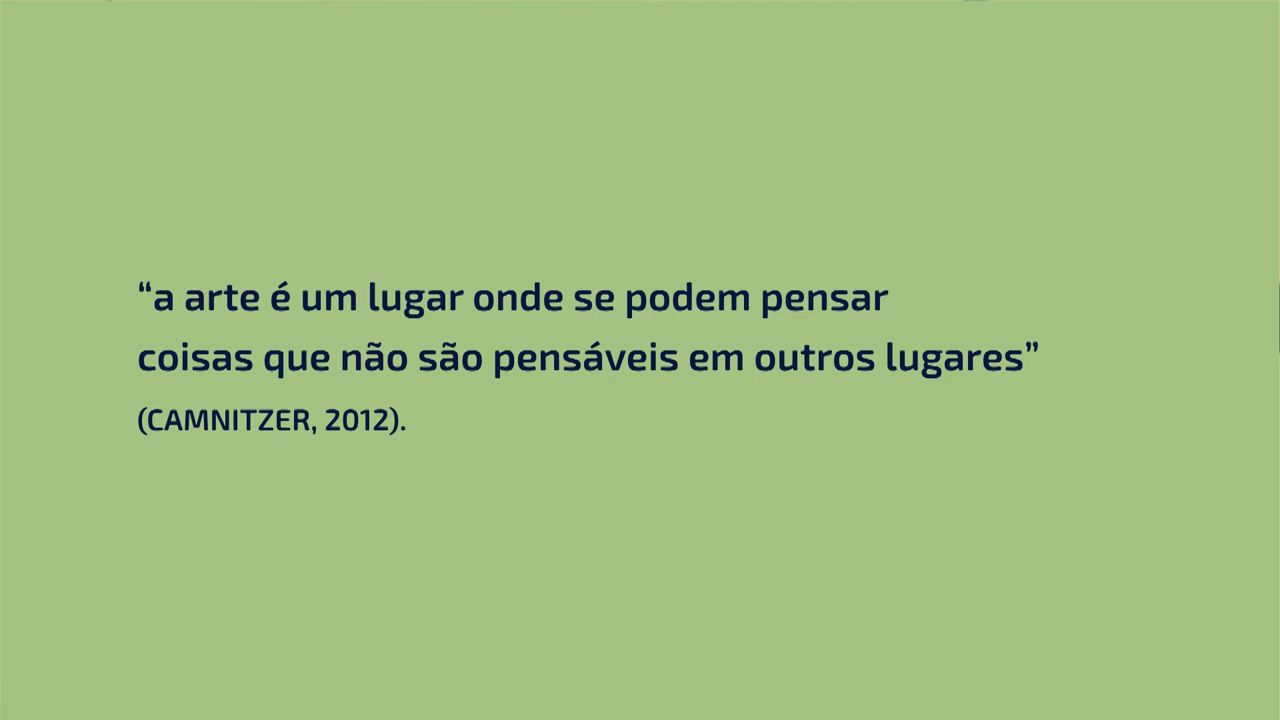 “a arte é um lugar onde se podem pensar
coisas que não são pensáveis em outros lugares”
(CAMNITZER, 2012).